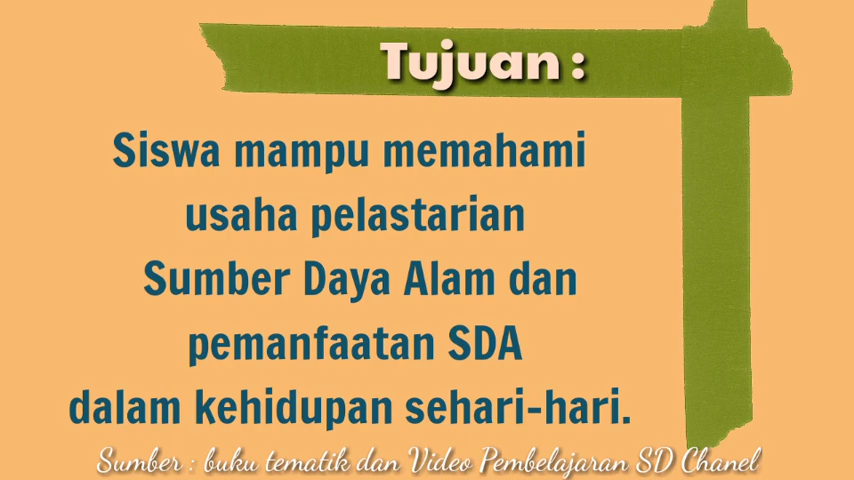 Tujuan :
Siswa mampu memahami
usaha pelastarian
Sumber Daya Alam dan
pemanfaatan SDA
dalam kehidupan sehari-hari.
Sumber : buku tematik dan Video Pembelajaran SD Chanel